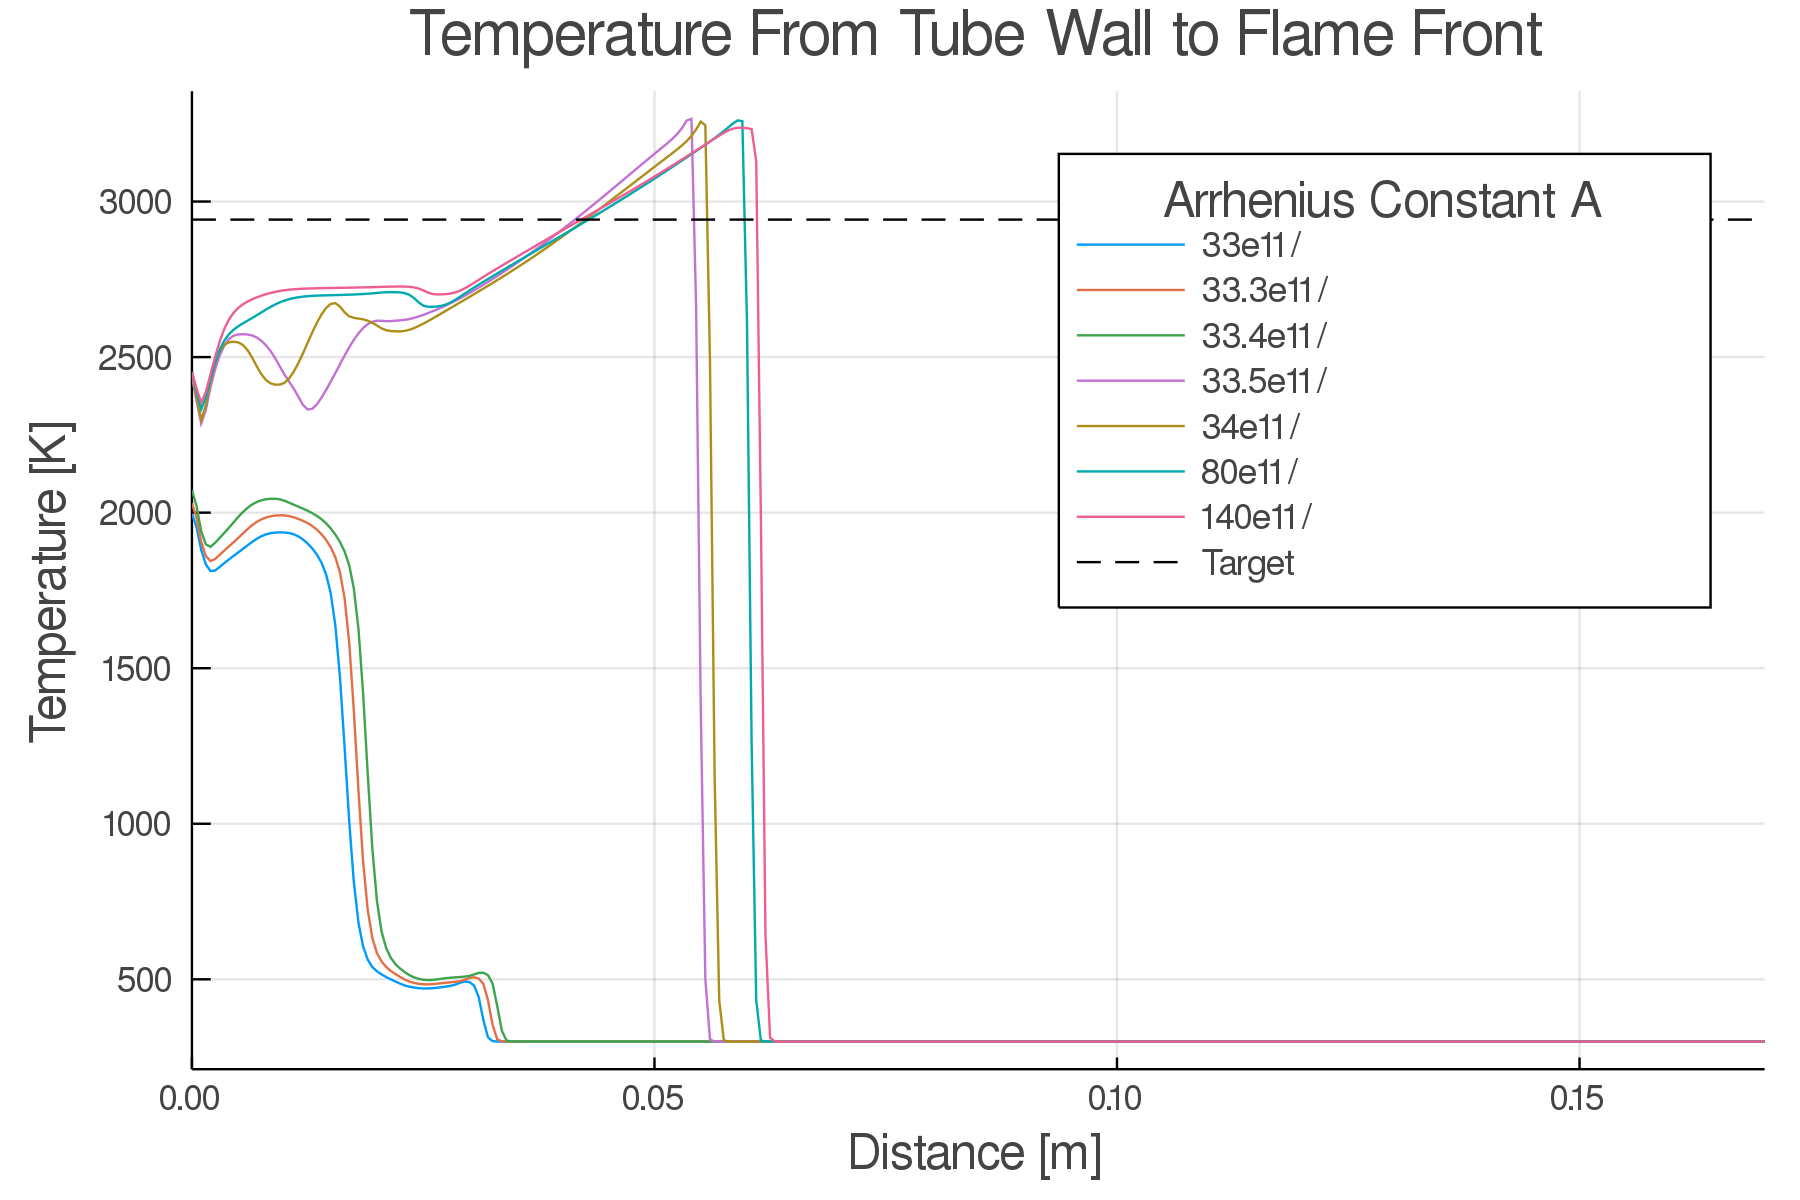 Temperature From Tube Wall to Flame Front
Temperature [K]
3000
2500
2000
1500
1000
500
0.00
0.05
0.10
0.15
Distance [m]
Arrhenius Constant A
33e11/
33.3e11/
33.4e11/
33.5e11/
34e11/
80e11/
140e11/
Target